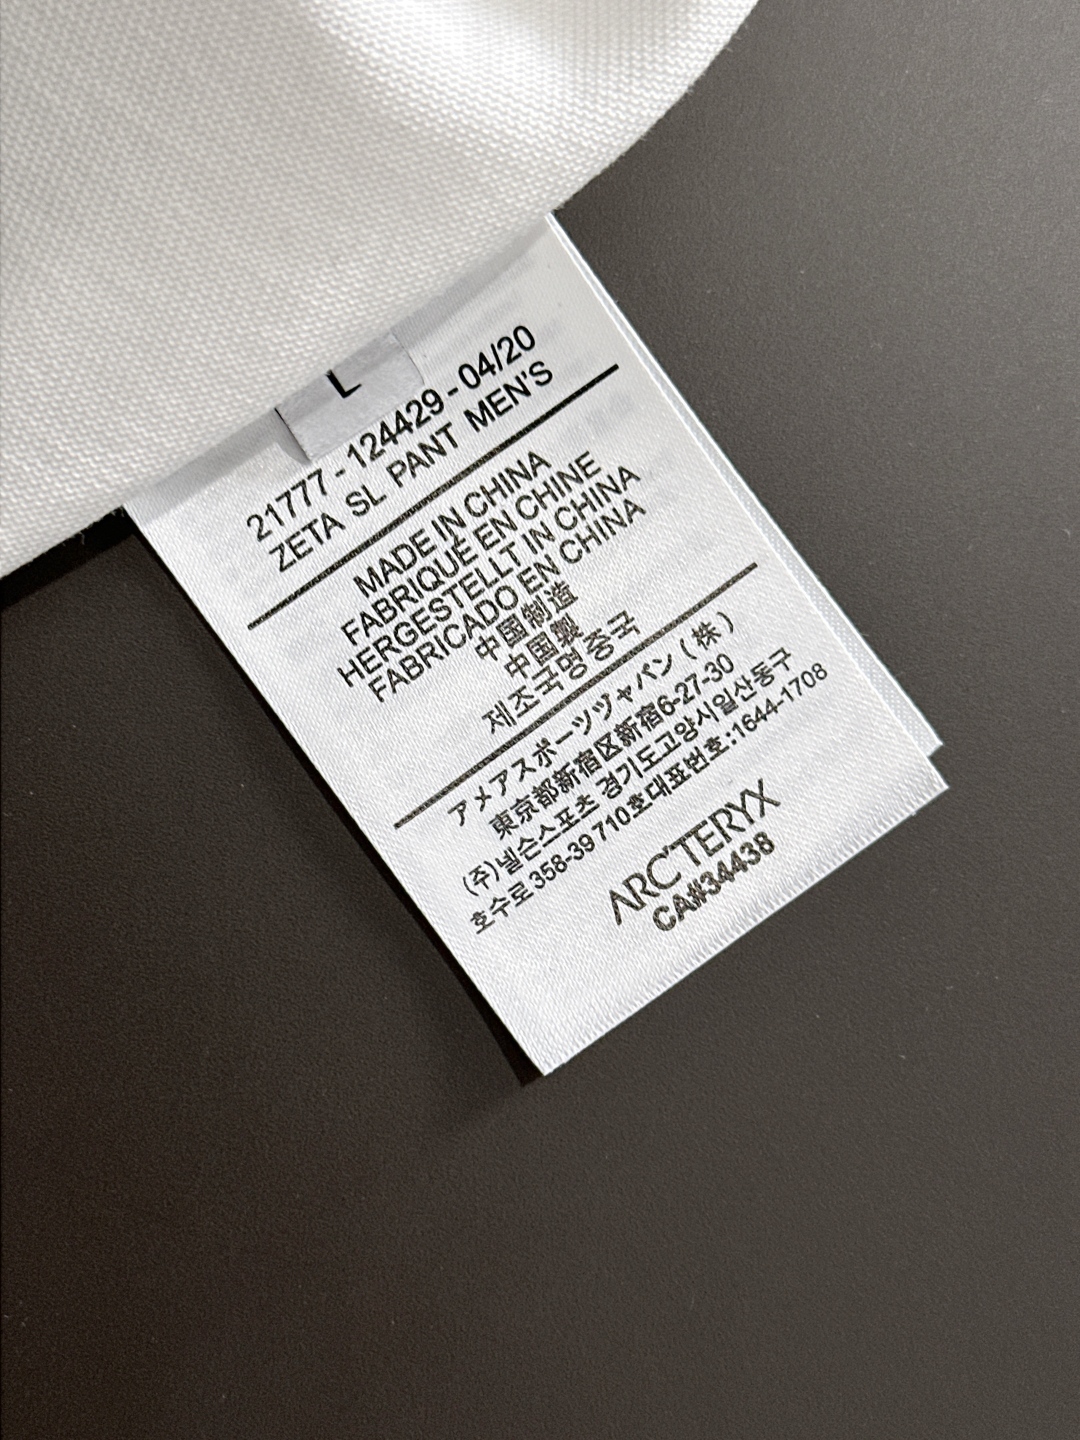 L
21777 - 124429 - 04/20
ZETA SL PANT MEN'S
MADE IN CHINA
FABRIQUÉ EN CHINE
HERGESTELLT IN CHINA
FABRICADO EN CHINA
中国制造
中国製
제조국명 중국
アメアスポーツジャパン (株)
東京都新宿区新宿6-27-30
(주)넬슨스포츠 경기도고양시일산동구
호수로358-39 710호대표번호:1644-1708
ARC'TERYX
CA#34438